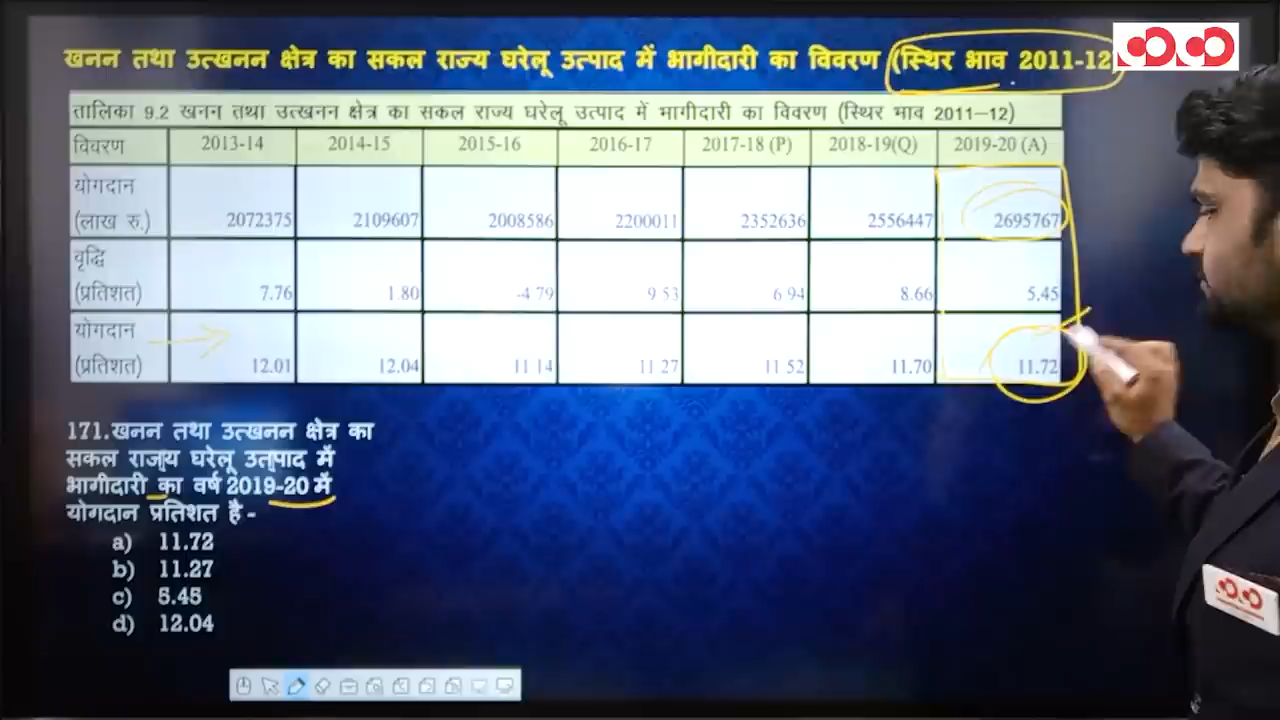 खनन तथा उत्खनन क्षेत्र का सकल राज्य घरेलू उत्पाद में भागीदारी का विवरण (स्थिर भाव 2011-12
तालिका 9.2 खनन तथा उत्खनन क्षेत्र का सकल राज्य घरेलू उत्पाद में भागीदारी का विवरण (स्थिर भाव 2011–12)
विवरण 2013-14 2014-15 2015-16 2016-17 2017-18 (P) 2018-19(Q) 2019-20 (A)
योगदान
(लाख रु.) 2072375 2109607 2008586 2200011 2352636 2556447 2695767
वृद्धि
(प्रतिशत) 7.76 1.80 -4.79 9.53 6.94 8.66 5.45
योगदान
(प्रतिशत) 12.01 12.04 11.14 11.27 11.52 11.70 11.72
171.खनन तथा उत्खनन क्षेत्र का
सकल राज्य घरेलू उत्पाद में
भागीदारी का वर्ष 2019-20 में
योगदान प्रतिशत है -
a) 11.72
b) 11.27
c) 5.45
d) 12.04